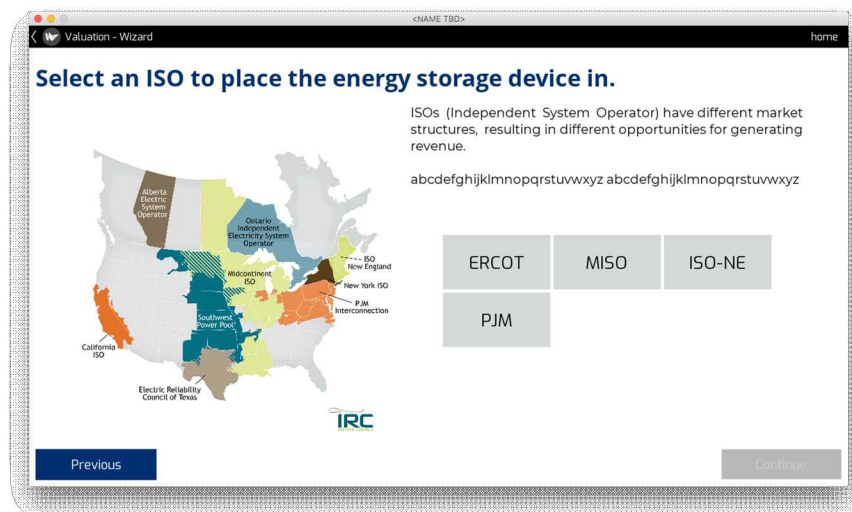 <NAME TBD>
Valuation - Wizard
home
Select an ISO to place the energy storage device in.
ISOs (Independent System Operator) have different market
structures, resulting in different opportunities for generating
revenue.
abcdefghijklmnopqrstuvwxyz abcdefghijklmnopqrstuvwxyz
Alberta
Electric
System
Operator
Ontario
Independent
Electricity System
Operator
ISO
New England
Midcontinent
ISO
New York ISO
PJM
Interconnection
Southwest
Power Pool
California
ISO
Electric Reliability
Council of Texas
IRC
ERCOT
MISO
ISO-NE
PJM
Previous
Continue